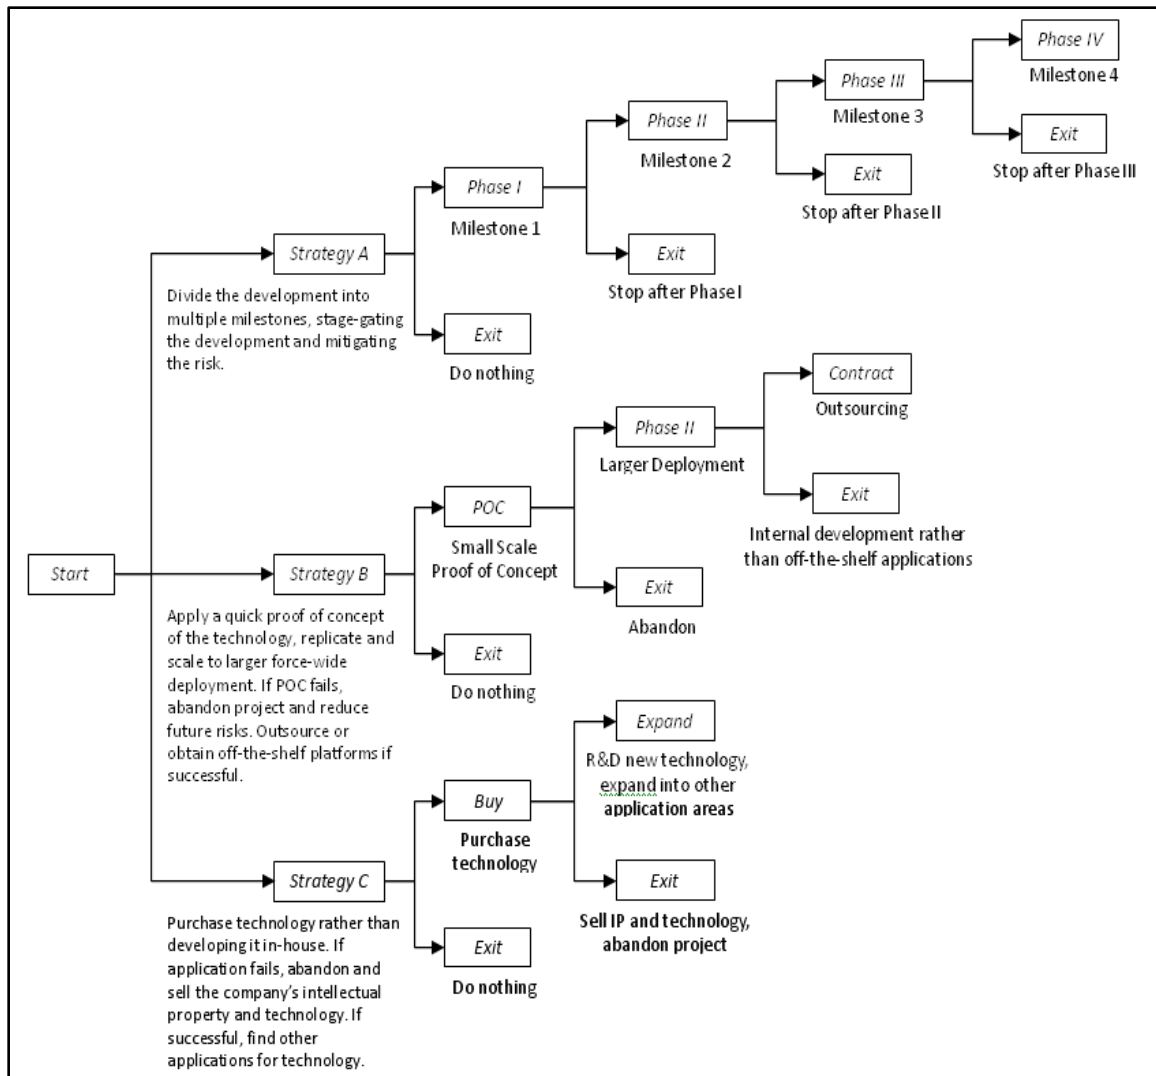 Phase IV
Milestone 4
Phase III
Milestone 3
Exit
Stop after Phase III
Phase II
Milestone 2
Exit
Stop after Phase II
Phase I
Milestone 1
Exit
Stop after Phase I
Strategy A
Divide the development into
multiple milestones, stage-gating
the development and mitigating
the risk.
Exit
Do nothing
Contract
Outsourcing
Phase II
Larger Deployment
Exit
Internal development rather
than off-the-shelf applications
POC
Small Scale
Proof of Concept
Exit
Abandon
Start
Strategy B
Apply a quick proof of concept
of the technology, replicate and
scale to larger force-wide
deployment. If POC fails,
abandon project and reduce
future risks. Outsource or
obtain off-the-shelf platforms if
successful.
Exit
Do nothing
Expand
R&D new technology,
expand into other
application areas
Buy
Purchase
technology
Exit
Sell IP and technology,
abandon project
Strategy C
Purchase technology rather than
developing it in-house. If
application fails, abandon and
sell the company's intellectual
property and technology. If
successful, find other
applications for technology.
Exit
Do nothing